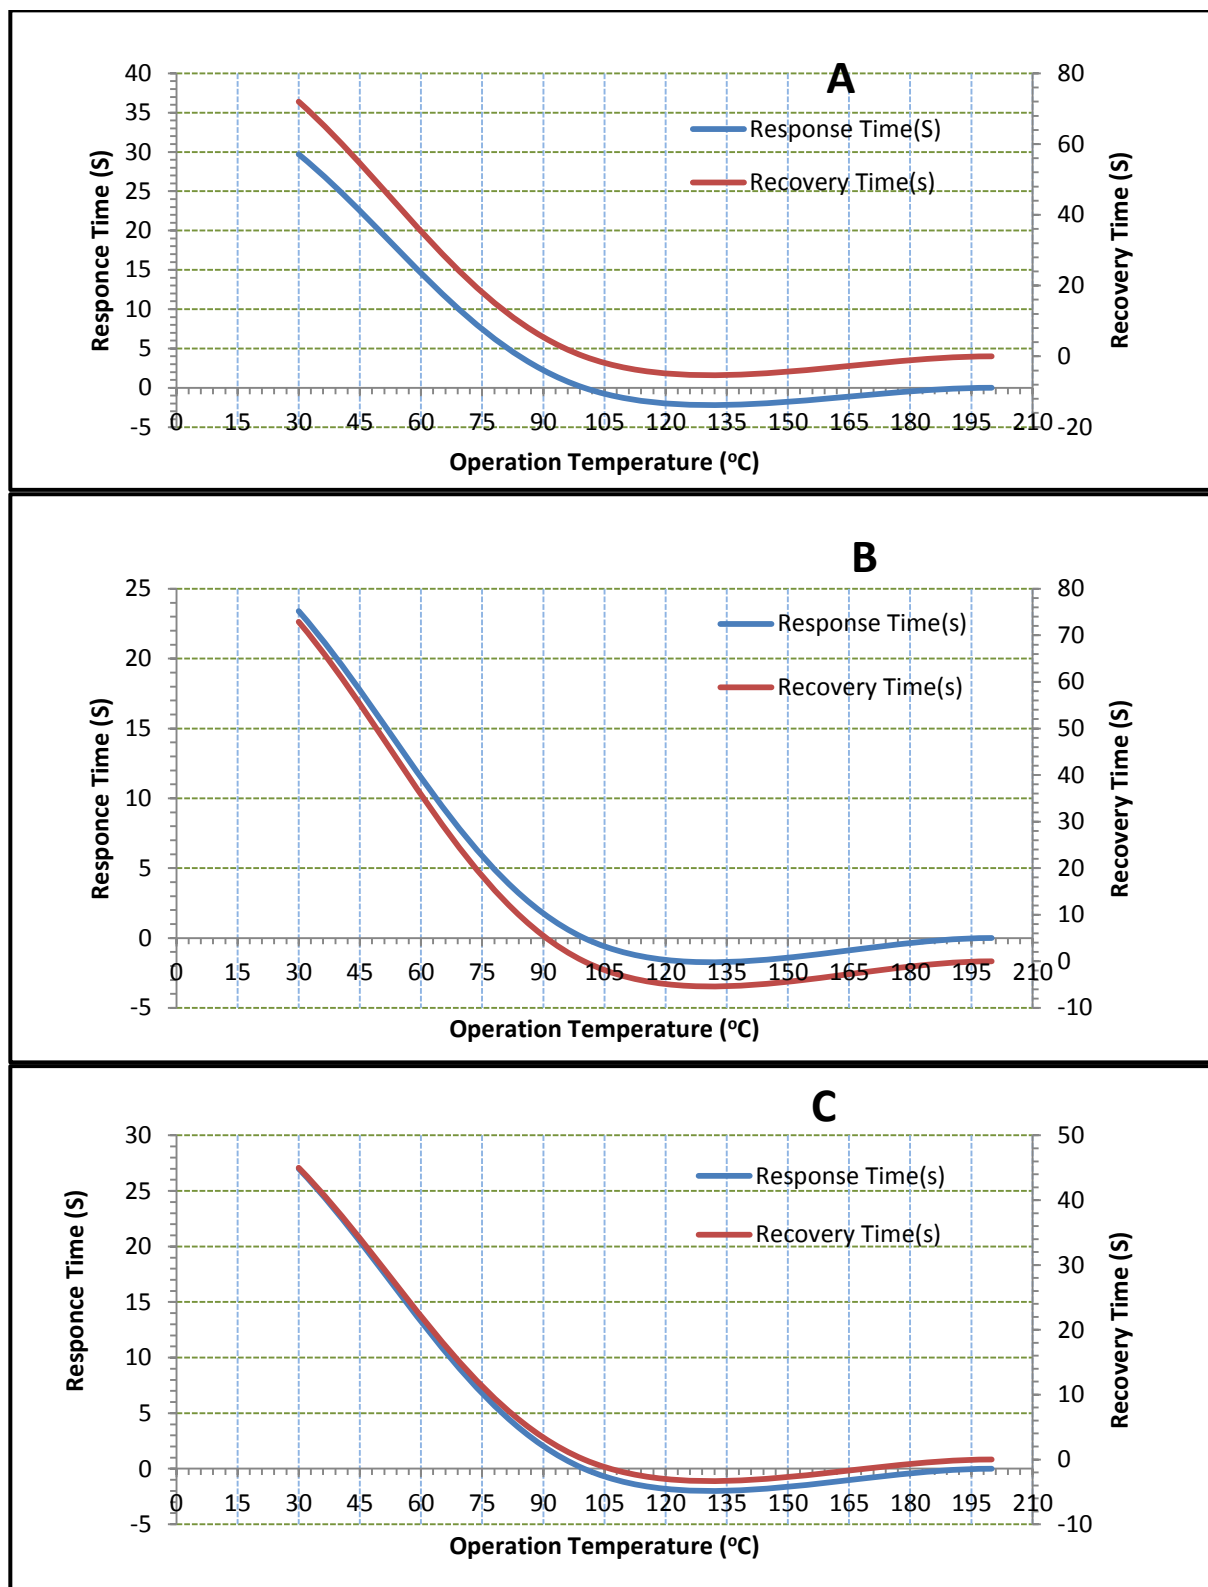 A
40
35
30
25
20
15
10
5
0
-5
80
60
40
20
0
-20
Responce Time (S)
Recovery Time (S)
Response Time(S)
Recovery Time(s)
0 15 30 45 60 75 90 105 120 135 150 165 180 195 210
Operation Temperature (ºC)
B
25
20
15
10
5
0
-5
80
70
60
50
40
30
20
10
0
-10
Responce Time (S)
Recovery Time (S)
Response Time(s)
Recovery Time(s)
0 15 30 45 60 75 90 105 120 135 150 165 180 195 210
Operation Temperature (ºC)
C
30
25
20
15
10
5
0
-5
50
40
30
20
10
0
-10
Responce Time (S)
Recovery Time (S)
Response Time(s)
Recovery Time(s)
0 15 30 45 60 75 90 105 120 135 150 165 180 195 210
Operation Temperature (ºC)